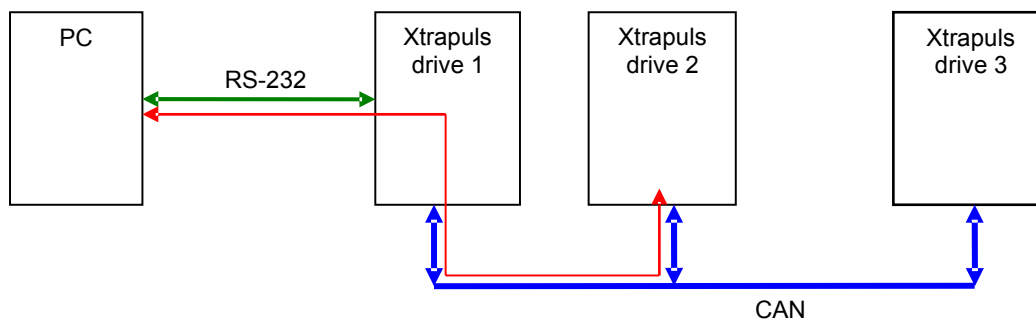 PC
Xtrapuls
drive 1
Xtrapuls
drive 2
Xtrapuls
drive 3
RS-232
CAN